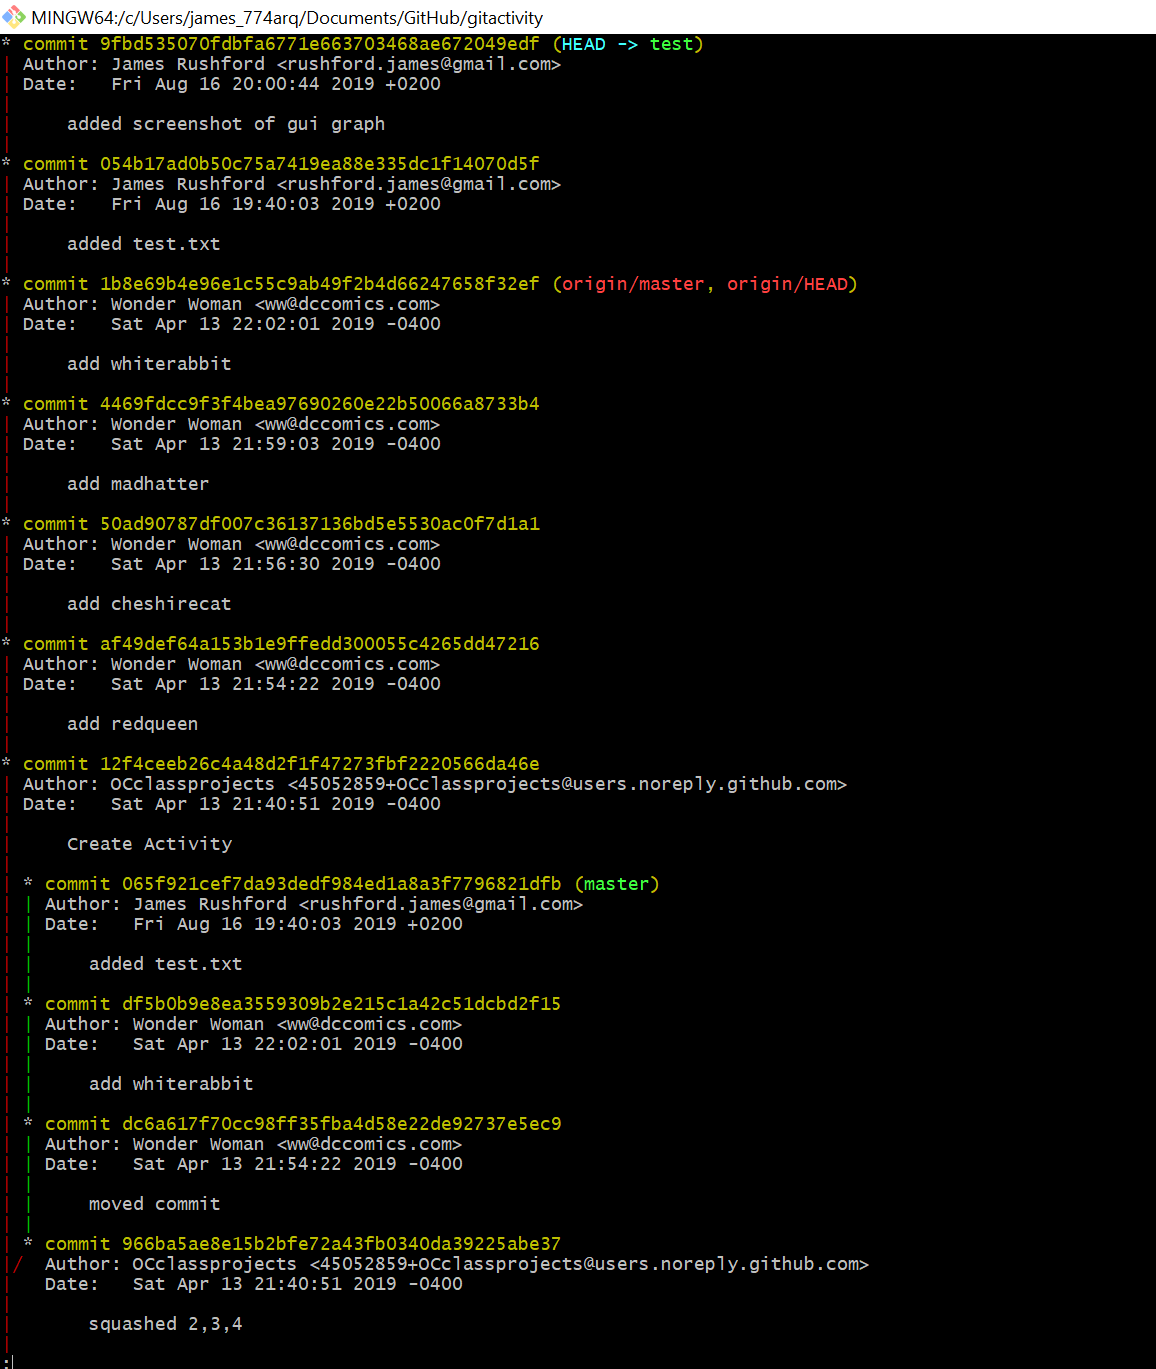 MINGW64:/c/Users/james_774arq/Documents/GitHub/gitactivity
* commit 9fbd535070fdbfa6771e663703468ae672049edf (HEAD -> test)
| Author: James Rushford <rushford.james@gmail.com>
| Date:   Fri Aug 16 20:00:44 2019 +0200
|
|     added screenshot of gui graph
|
* commit 054b17ad0b50c75a7419ea88e335dc1f14070d5f
| Author: James Rushford <rushford.james@gmail.com>
| Date:   Fri Aug 16 19:40:03 2019 +0200
|
|     added test.txt
|
* commit 1b8e69b4e96e1c55c9ab49f2b4d66247658f32ef (origin/master, origin/HEAD)
| Author: Wonder Woman <ww@dccomics.com>
| Date:   Sat Apr 13 22:02:01 2019 -0400
|
|     add whiterabbit
|
* commit 4469fdcc9f3f4bea97690260e22b50066a8733b4
| Author: Wonder Woman <ww@dccomics.com>
| Date:   Sat Apr 13 21:59:03 2019 -0400
|
|     add madhatter
|
* commit 50ad90787df007c36137136bd5e5530ac0f7d1a1
| Author: Wonder Woman <ww@dccomics.com>
| Date:   Sat Apr 13 21:56:30 2019 -0400
|
|     add cheshirecat
|
* commit af49def64a153b1e9ffedd300055c4265dd47216
| Author: Wonder Woman <ww@dccomics.com>
| Date:   Sat Apr 13 21:54:22 2019 -0400
|
|     add redqueen
|
* commit 12f4ceeb26c4a48d2f1f47273fbf2220566da46e
| Author: OCclassprojects <45052859+OCclassprojects@users.noreply.github.com>
| Date:   Sat Apr 13 21:40:51 2019 -0400
|
|     Create Activity
|
| * commit 065f921cef7da93dedf984ed1a8a3f7796821dfb (master)
| | Author: James Rushford <rushford.james@gmail.com>
| | Date:   Fri Aug 16 19:40:03 2019 +0200
| |
| |     added test.txt
| |
| * commit df5b0b9e8ea3559309b2e215c1a42c51dcbd2f15
| | Author: Wonder Woman <ww@dccomics.com>
| | Date:   Sat Apr 13 22:02:01 2019 -0400
| |
| |     add whiterabbit
| |
| * commit dc6a617f70cc98ff35fba4d58e22de92737e5ec9
| | Author: Wonder Woman <ww@dccomics.com>
| | Date:   Sat Apr 13 21:54:22 2019 -0400
| |
| |     moved commit
| |
| * commit 966ba5ae8e15b2bfe72a43fb0340da39225abe37
|/  Author: OCclassprojects <45052859+OCclassprojects@users.noreply.github.com>
|   Date:   Sat Apr 13 21:40:51 2019 -0400
|
|       squashed 2,3,4
|
: